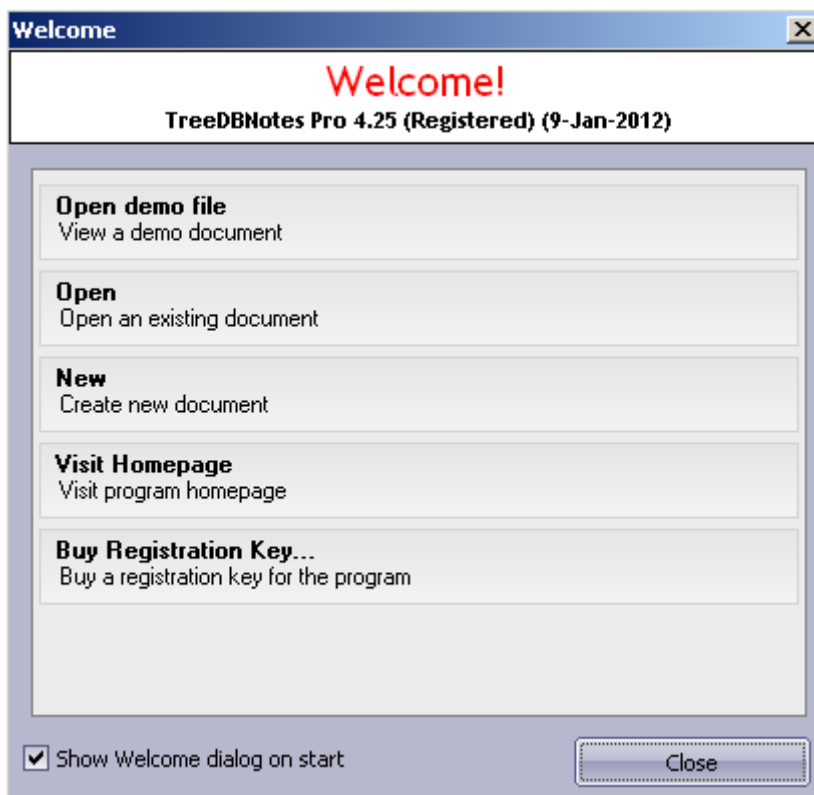 Welcome
Welcome!
TreeDBNotes Pro 4.25 (Registered) (9-Jan-2012)
Open demo file
View a demo document
Open
Open an existing document
New
Create new document
Visit Homepage
Visit program homepage
Buy Registration Key...
Buy a registration key for the program
Show Welcome dialog on start
Close